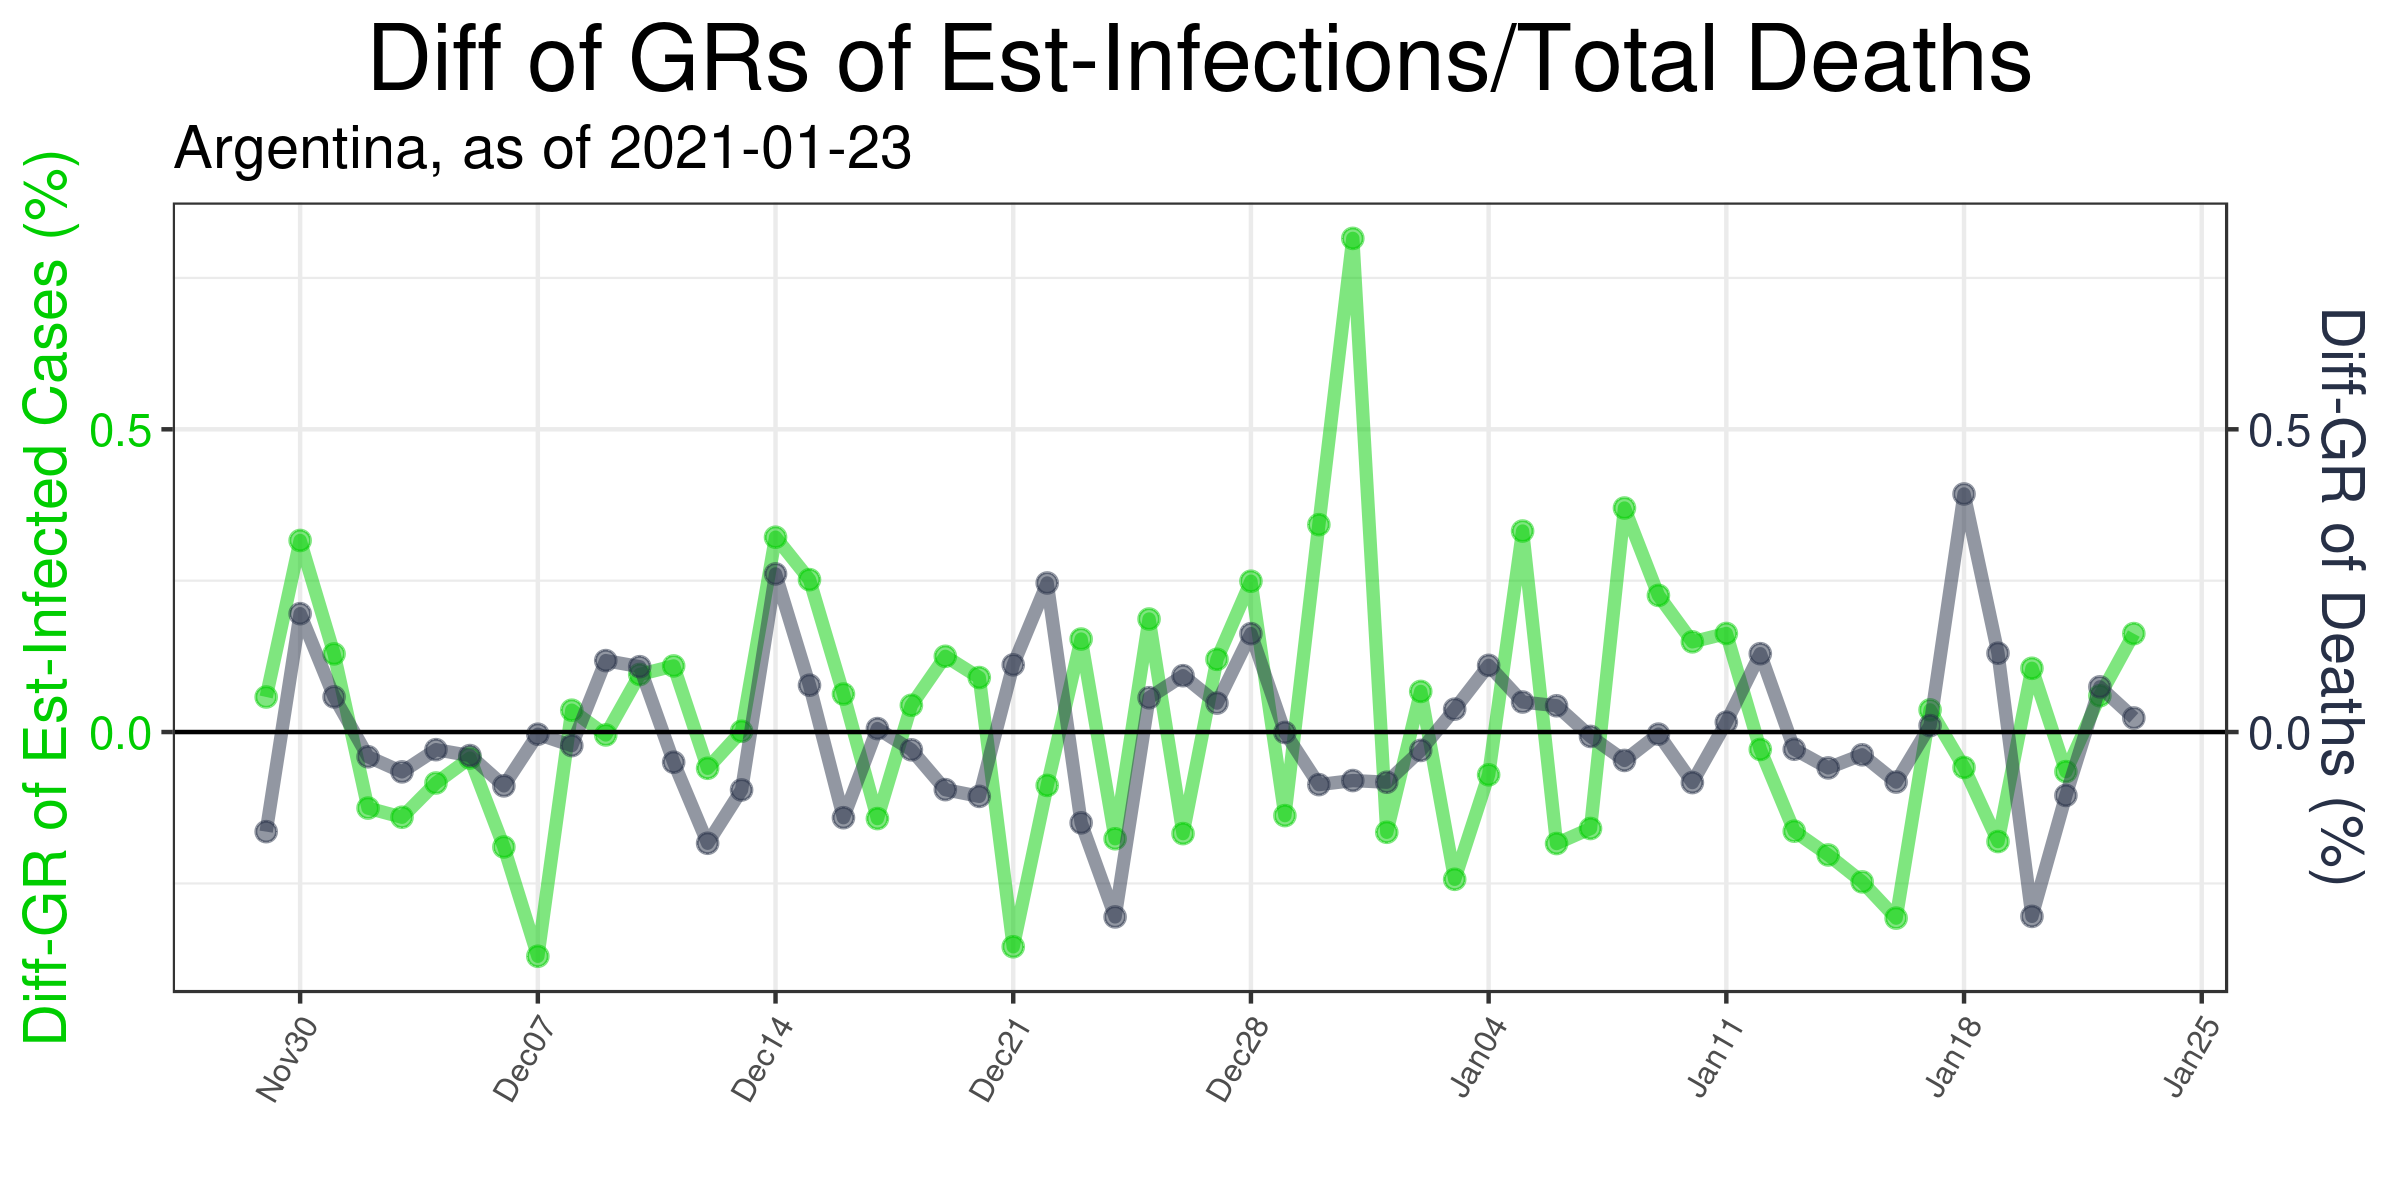 Diff of GRs of Est-Infections/Total Deaths
Argentina, as of 2021-01-23
Diff-GR of Est-Infected Cases (%)
0.5
0.0
0.5
0.0
Diff-GR of Deaths (%)
Nov30
Dec07
Dec14
Dec21
Dec28
Jan04
Jan11
Jan18
Jan25